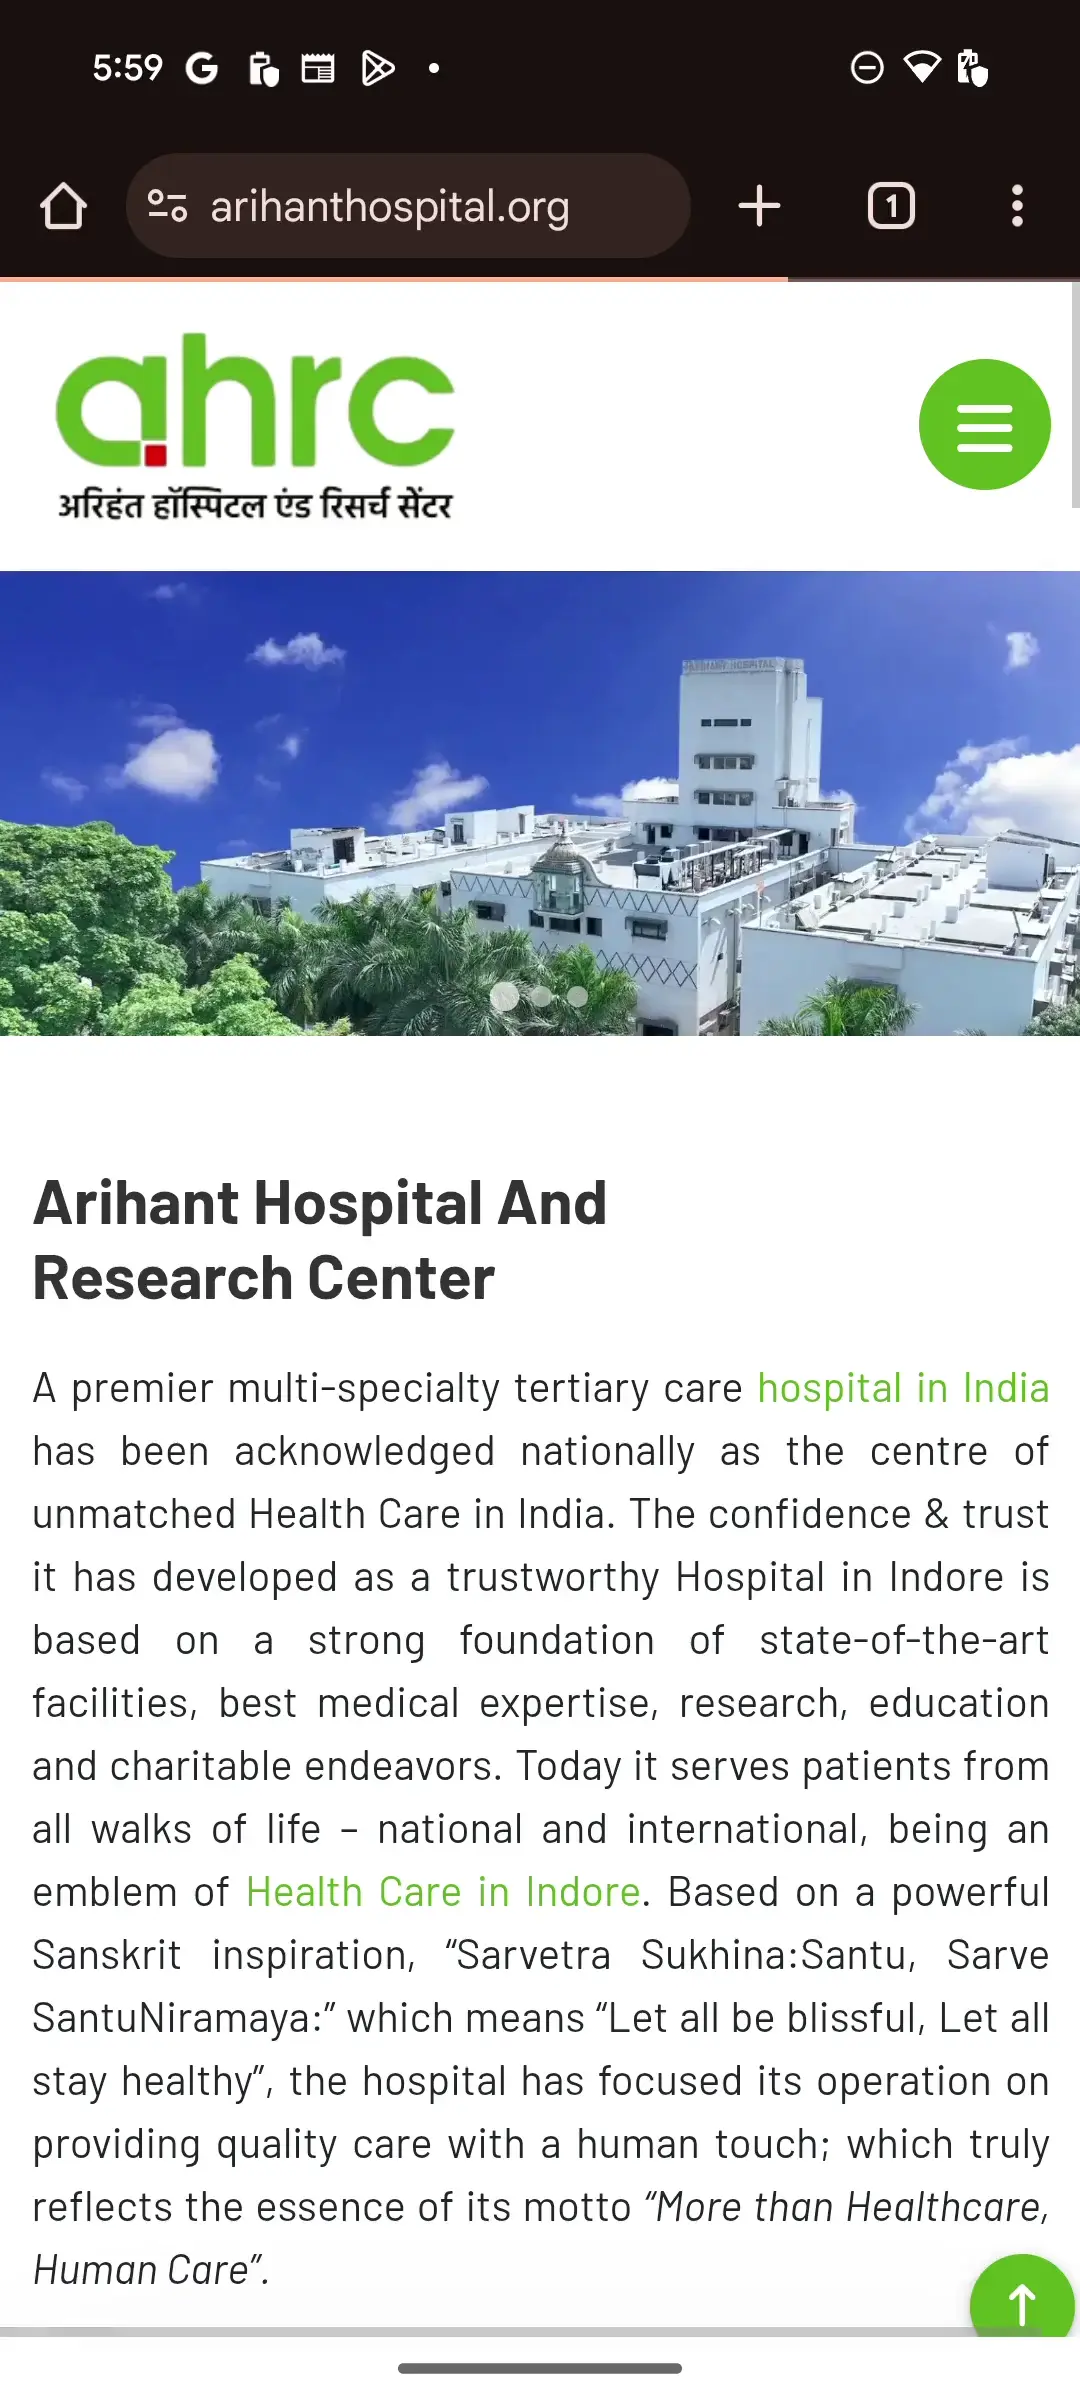 5:59
arihanthospital.org
1
ahrc
अरिहंत हॉस्पिटल एंड रिसर्च सेंटर
ARIHANT HOSPITAL
Arihant Hospital And
Research Center
A premier multi-specialty tertiary care hospital in India
has been acknowledged nationally as the centre of
unmatched Health Care in India. The confidence & trust
it has developed as a trustworthy Hospital in Indore is
based on a strong foundation of state-of-the-art
facilities, best medical expertise, research, education
and charitable endeavors. Today it serves patients from
all walks of life – national and international, being an
emblem of Health Care in Indore. Based on a powerful
Sanskrit inspiration, “Sarvetra Sukhina:Santu, Sarve
SantuNiramaya:” which means “Let all be blissful, Let all
stay healthy”, the hospital has focused its operation on
providing quality care with a human touch; which truly
reflects the essence of its motto “More than Healthcare,
Human Care”.